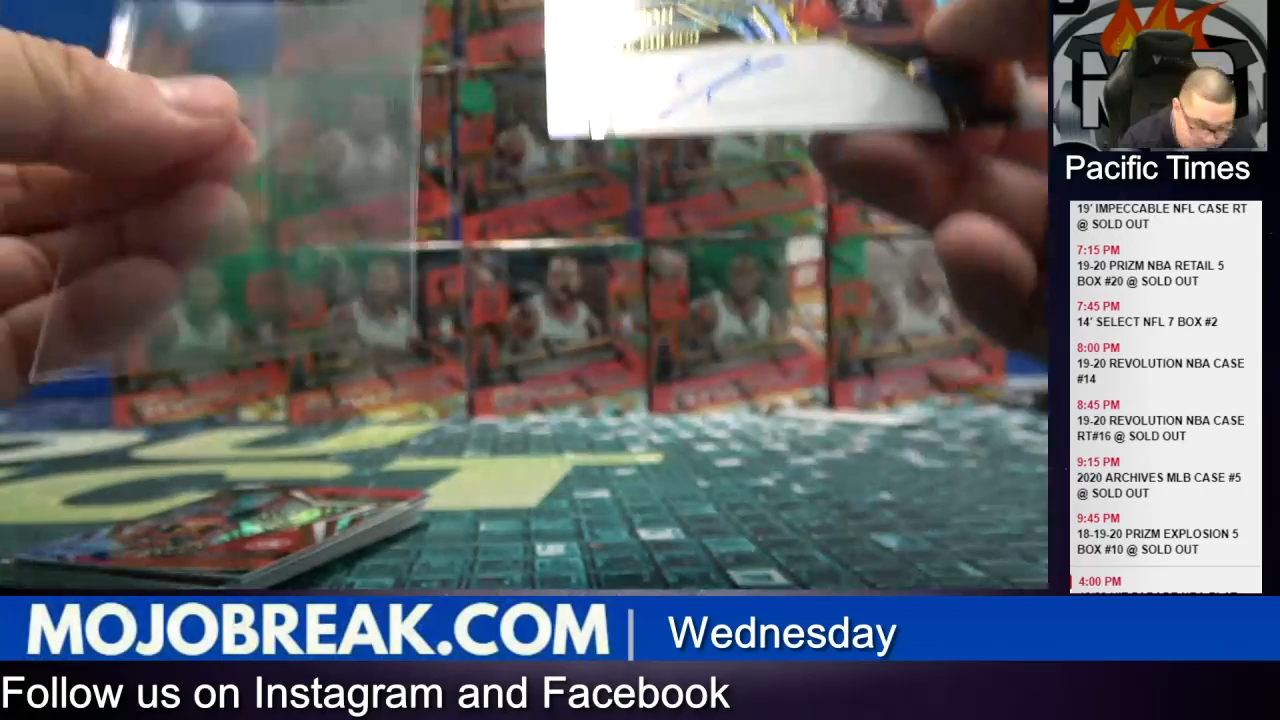 Pacific Times
19' IMPECCABLE NFL CASE RT
@ SOLD OUT
7:15 PM
19-20 PRIZM NBA RETAIL 5
BOX #20 @ SOLD OUT
7:45 PM
14' SELECT NFL 7 BOX #2
8:00 PM
19-20 REVOLUTION NBA CASE
#14
8:45 PM
19-20 REVOLUTION NBA CASE
RT#16 @ SOLD OUT
9:15 PM
2020 ARCHIVES MLB CASE #5
@ SOLD OUT
9:45 PM
18-19-20 PRIZM EXPLOSION 5
BOX #10 @ SOLD OUT
4:00 PM
MOJOBREAK.COM | Wednesday
Follow us on Instagram and Facebook